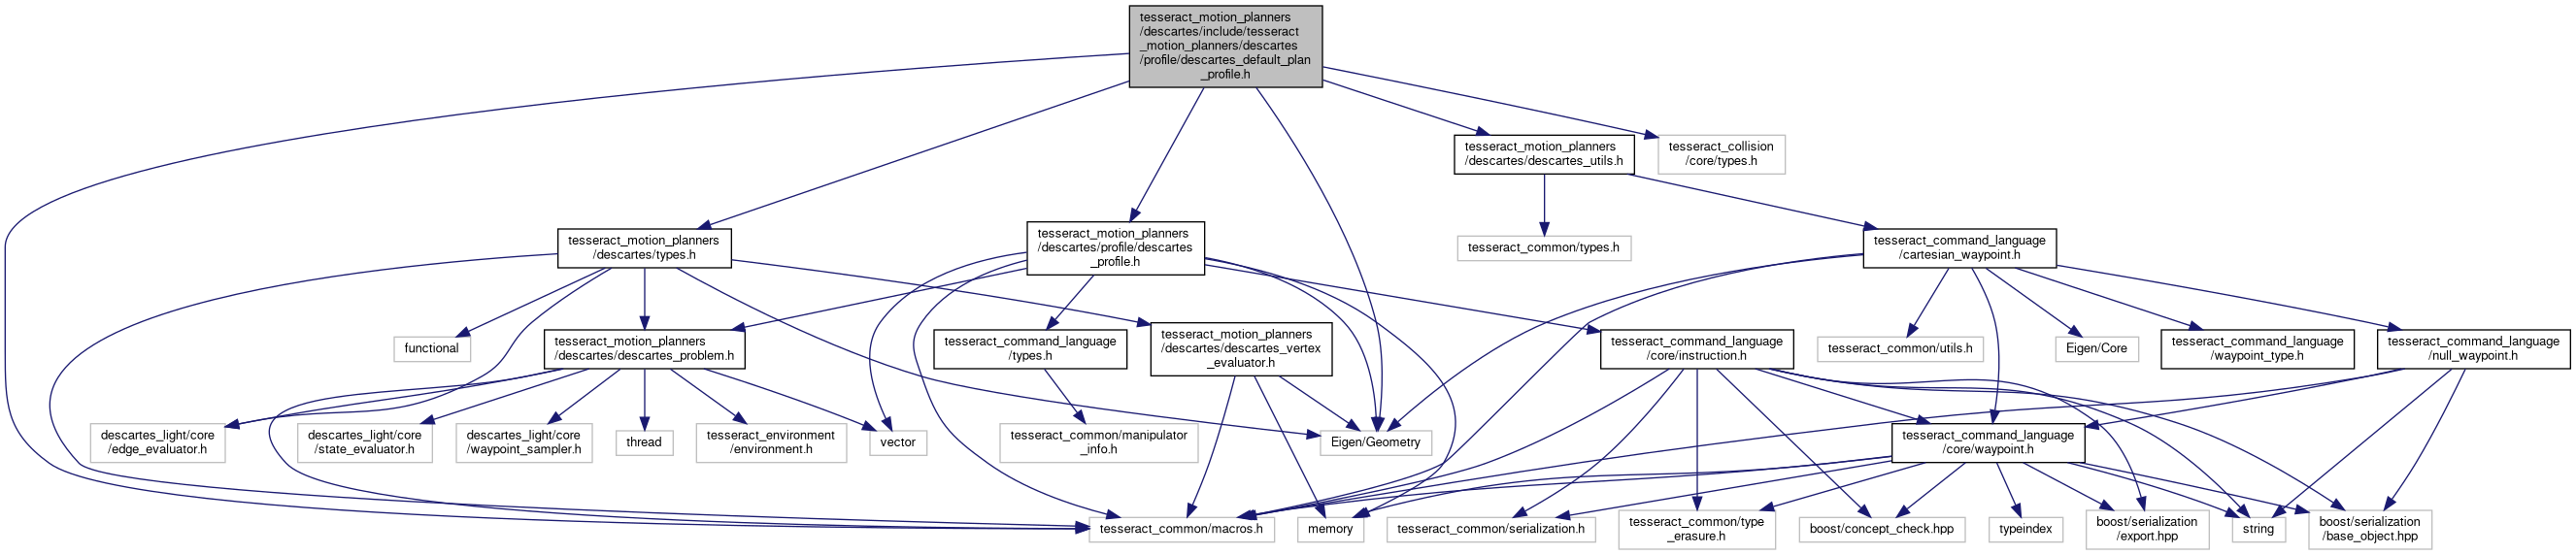 tesseract_motion_planners
/descartes/include/tesseract
_motion_planners/descartes
/profile/descartes_default_plan
_profile.h
tesseract_motion_planners
/descartes/descartes_utils.h
tesseract_collision
/core/types.h
tesseract_motion_planners
/descartes/types.h
tesseract_motion_planners
/descartes/profile/descartes
_profile.h
tesseract_common/types.h
tesseract_command_language
/cartesian_waypoint.h
functional
tesseract_motion_planners
/descartes/descartes_problem.h
tesseract_command_language
/types.h
tesseract_motion_planners
/descartes/descartes_vertex
_evaluator.h
tesseract_command_language
/core/instruction.h
tesseract_common/utils.h
Eigen/Core
tesseract_command_language
/waypoint_type.h
tesseract_command_language
/null_waypoint.h
descartes_light/core
/edge_evaluator.h
descartes_light/core
/state_evaluator.h
descartes_light/core
/waypoint_sampler.h
thread
tesseract_environment
/environment.h
vector
tesseract_common/manipulator
_info.h
Eigen/Geometry
tesseract_command_language
/core/waypoint.h
tesseract_common/macros.h
memory
tesseract_common/serialization.h
tesseract_common/type
_erasure.h
boost/concept_check.hpp
typeindex
boost/serialization
/export.hpp
string
boost/serialization
/base_object.hpp